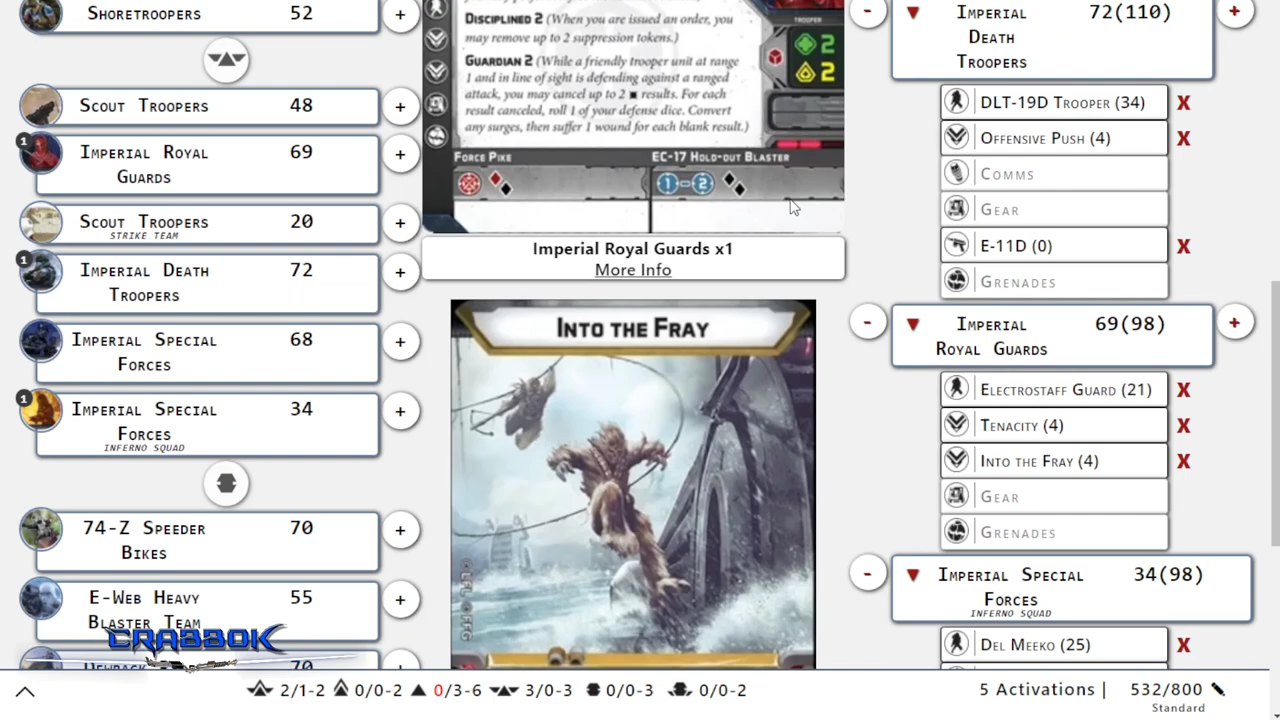 Shoretroopers 52 +
Scout Troopers 48 +
1 Imperial Royal Guards 69 +
Scout Troopers 20 +
Strike Team
1 Imperial Death Troopers 72 +
Imperial Special Forces 68 +
1 Imperial Special Forces 34 +
Inferno Squad
74-Z Speeder Bikes 70 +
E-Web Heavy Blaster Team 55 +
CRABBOK
Disciplined 2 (When you are issued an order, you
may remove up to 2 suppression tokens.)
Guardian 2 (While a friendly trooper unit at range
1 and in line of sight is defending against a ranged
attack, you may cancel up to 2 results. For each
result canceled, roll 1 of your defense dice. Convert
any surges, then suffer 1 wound for each blank result.)
Trooper
2
2
Force Pike
EC-17 Hold-out Blaster
1 - 2
Imperial Royal Guards x1
More Info
Into the Fray
- Imperial Death Troopers 72(110) +
DLT-19D Trooper (34) X
Offensive Push (4) X
Comms
Gear
E-11D (0) X
Grenades
- Imperial Royal Guards 69(98) +
Electrostaff Guard (21) X
Tenacity (4) X
Into the Fray (4) X
Gear
Grenades
- Imperial Special Forces 34(98)
Inferno Squad
Del Meeko (25) X
2/1-2 0/0-2 0/3-6 3/0-3 0/0-3 0/0-2
5 Activations | 532/800
Standard